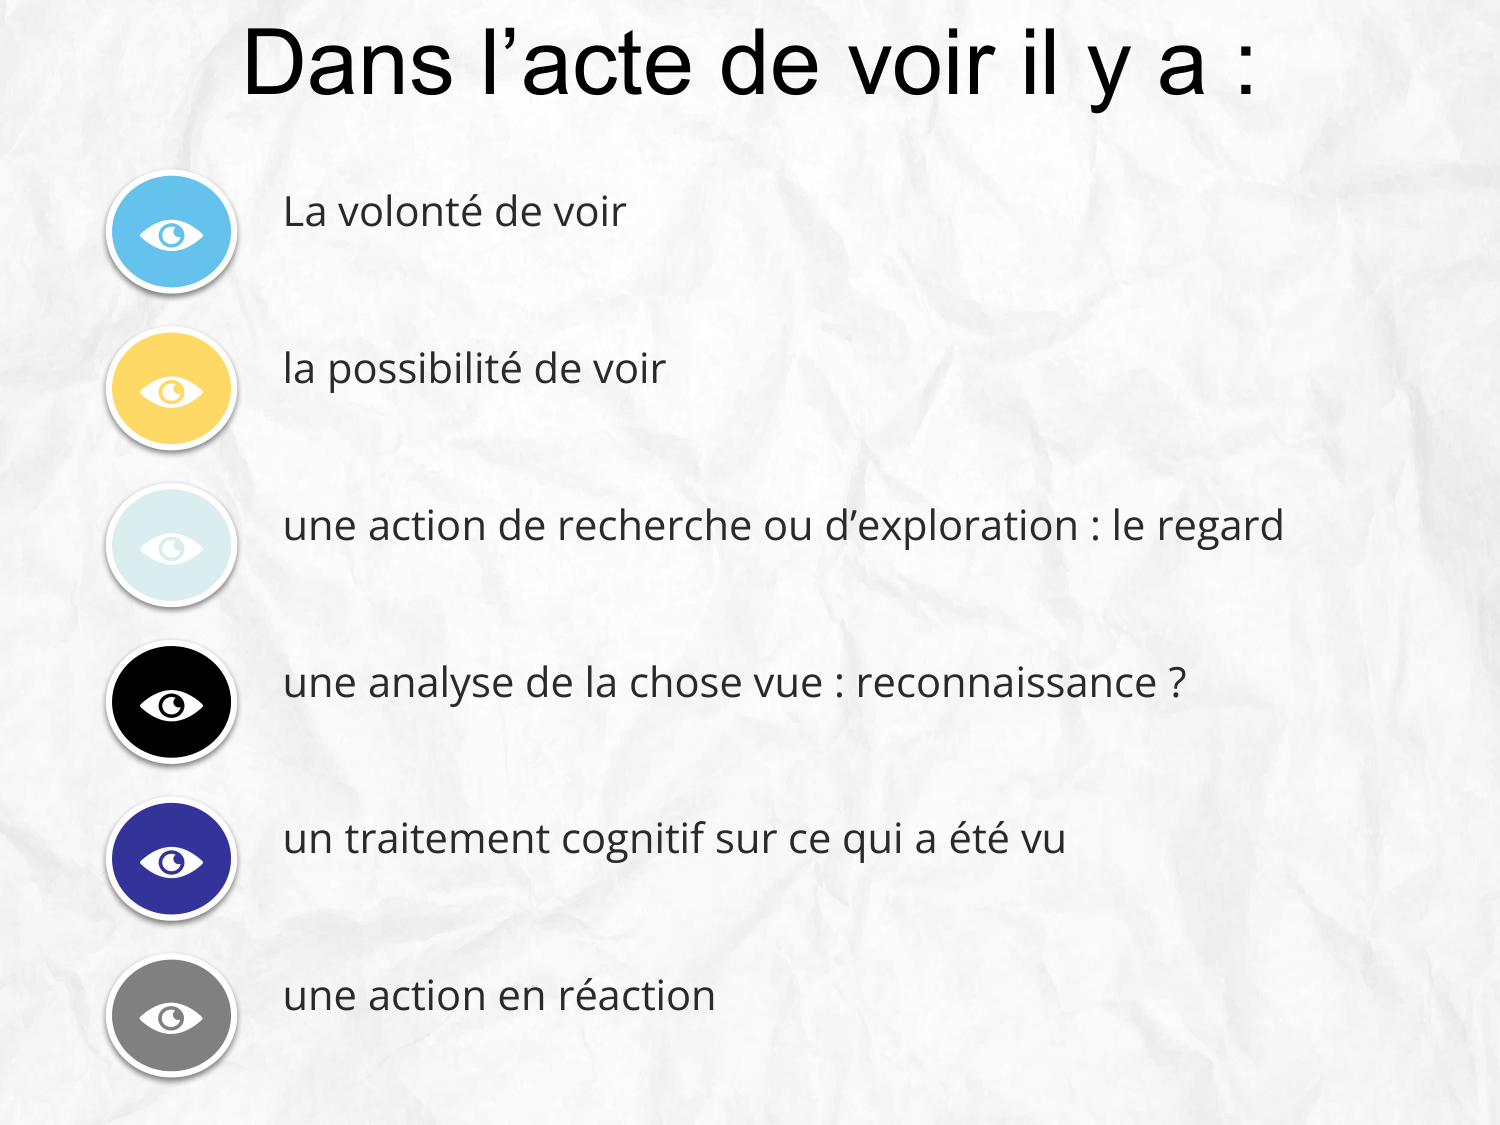 Dans l’acte de voir il y a :
La volonté de voir
la possibilité de voir
une action de recherche ou d’exploration : le regard
une analyse de la chose vue : reconnaissance ?
un traitement cognitif sur ce qui a été vu
une action en réaction